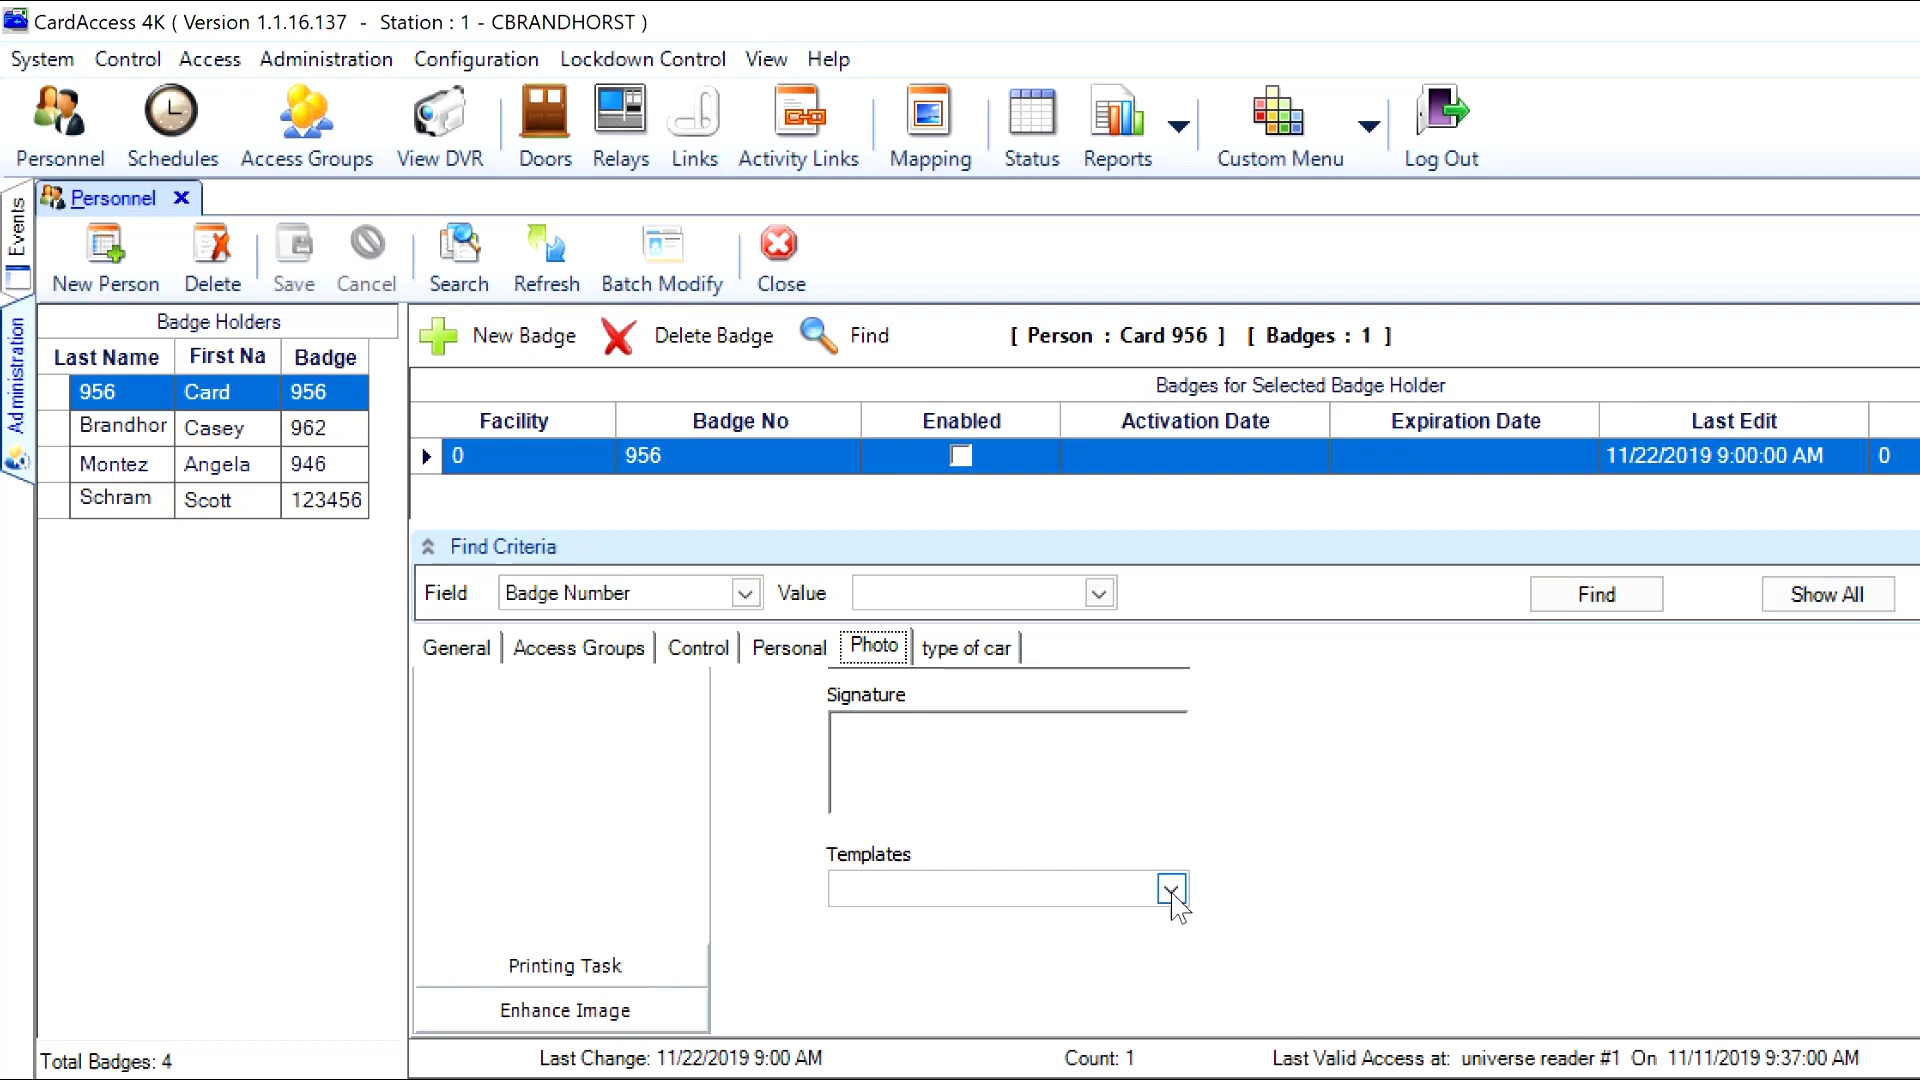 CardAccess 4K ( Version 1.1.16.137 - Station : 1 - CBRANDHORST )
System Control Access Administration Configuration Lockdown Control View Help
Personnel Schedules Access Groups View DVR Doors Relays Links Activity Links Mapping Status Reports Custom Menu Log Out
Events
Administration
Personnel
New Person Delete Save Cancel Search Refresh Batch Modify Close
Badge Holders
Last Name First Na Badge
956 Card 956
Brandhor Casey 962
Montez Angela 946
Schram Scott 123456
Total Badges: 4
New Badge Delete Badge Find [ Person : Card 956 ] [ Badges : 1 ]
Badges for Selected Badge Holder
Facility Badge No Enabled Activation Date Expiration Date Last Edit
0 956 11/22/2019 9:00:00 AM 0
Find Criteria
Field Badge Number Value Find Show All
General Access Groups Control Personal Photo type of car
Signature
Templates
Printing Task
Enhance Image
Last Change: 11/22/2019 9:00 AM Count: 1 Last Valid Access at: universe reader #1 On 11/11/2019 9:37:00 AM